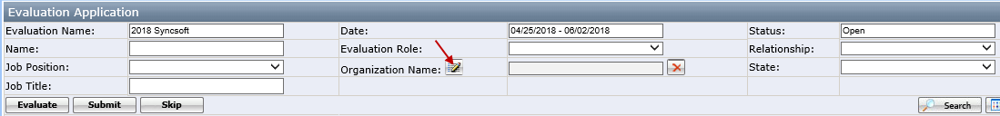 Evaluation Application
Evaluation Name: 2018 Syncsoft Date: 04/25/2018 - 06/02/2018 Status: Open
Name: Evaluation Role: Relationship:
Job Position: Organization Name: State:
Job Title:
Evaluate Submit Skip Search